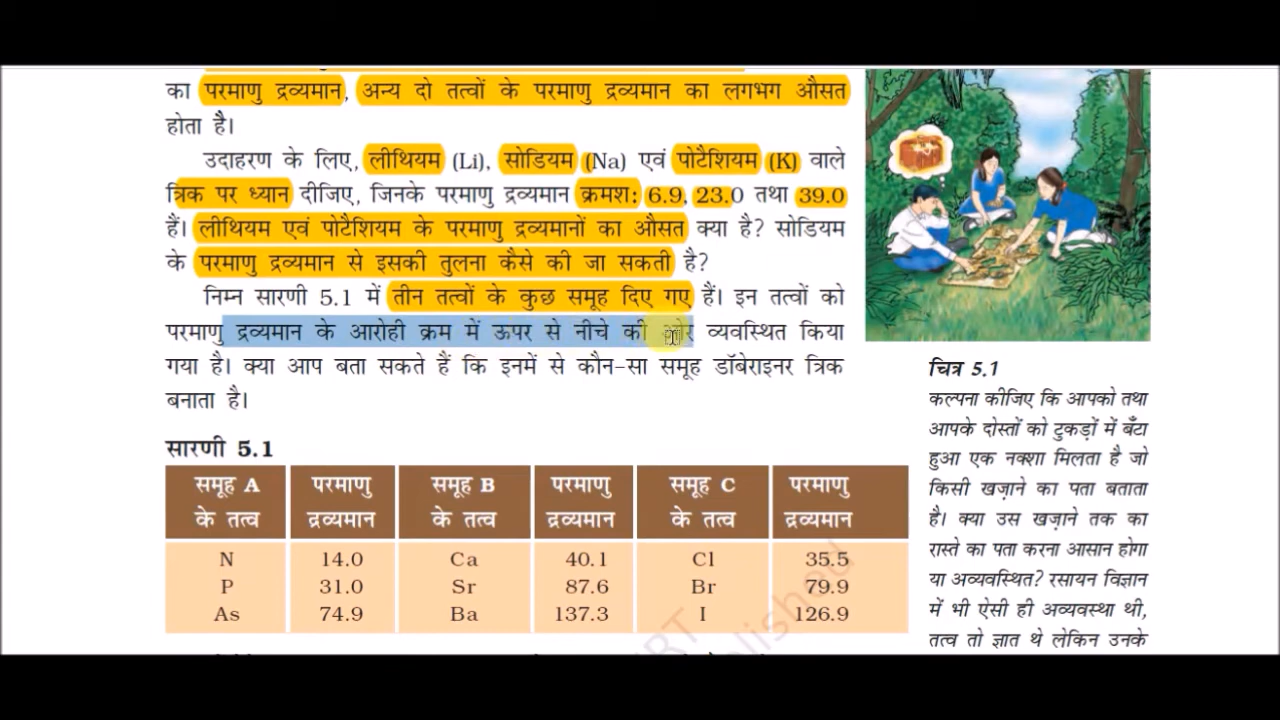 का परमाणु द्रव्यमान, अन्य दो तत्वों के परमाणु द्रव्यमान का लगभग औसत
होता है।
उदाहरण के लिए, लीथियम (Li), सोडियम (Na) एवं पोटैशियम (K) वाले
त्रिक पर ध्यान दीजिए, जिनके परमाणु द्रव्यमान क्रमश: 6.9, 23.0 तथा 39.0
हैं। लीथियम एवं पोटैशियम के परमाणु द्रव्यमानों का औसत क्या है? सोडियम
के परमाणु द्रव्यमान से इसकी तुलना कैसे की जा सकती है?
निम्न सारणी 5.1 में तीन तत्वों के कुछ समूह दिए गए हैं। इन तत्वों को
परमाणु द्रव्यमान के आरोही क्रम में ऊपर से नीचे की ओर व्यवस्थित किया
गया है। क्या आप बता सकते हैं कि इनमें से कौन-सा समूह डॉबेराइनर त्रिक
बनाता है।
सारणी 5.1
समूह A परमाणु समूह B परमाणु समूह C परमाणु
के तत्व द्रव्यमान के तत्व द्रव्यमान के तत्व द्रव्यमान
N 14.0 Ca 40.1 Cl 35.5
P 31.0 Sr 87.6 Br 79.9
As 74.9 Ba 137.3 I 126.9
चित्र 5.1
कल्पना कीजिए कि आपको तथा
आपके दोस्तों को टुकड़ों में बँटा
हुआ एक नक्शा मिलता है जो
किसी खज़ाने का पता बताता
है। क्या उस खज़ाने तक का
रास्ते का पता करना आसान होगा
या अव्यवस्थित? रसायन विज्ञान
में भी ऐसी ही अव्यवस्था थी,
तत्व तो ज्ञात थे लेकिन उनके